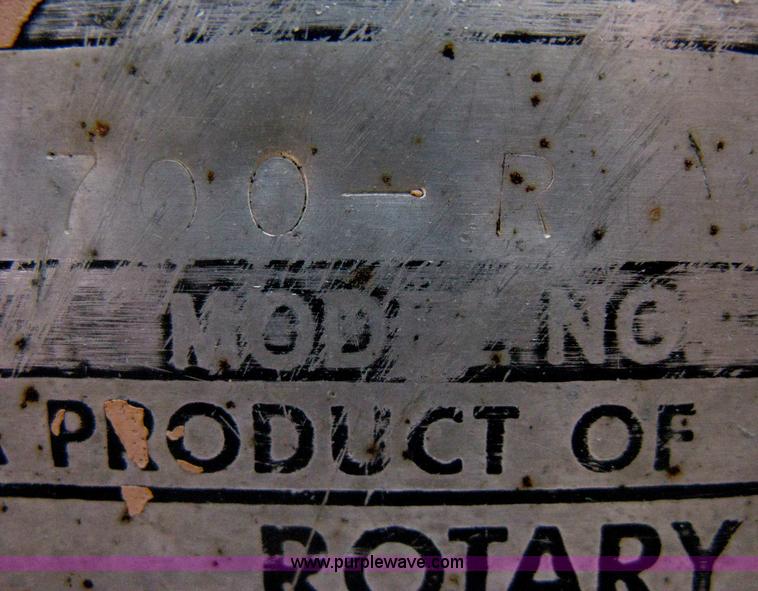 700-R
MODEL NO
A PRODUCT OF
ROTARY
www.purplewave.com